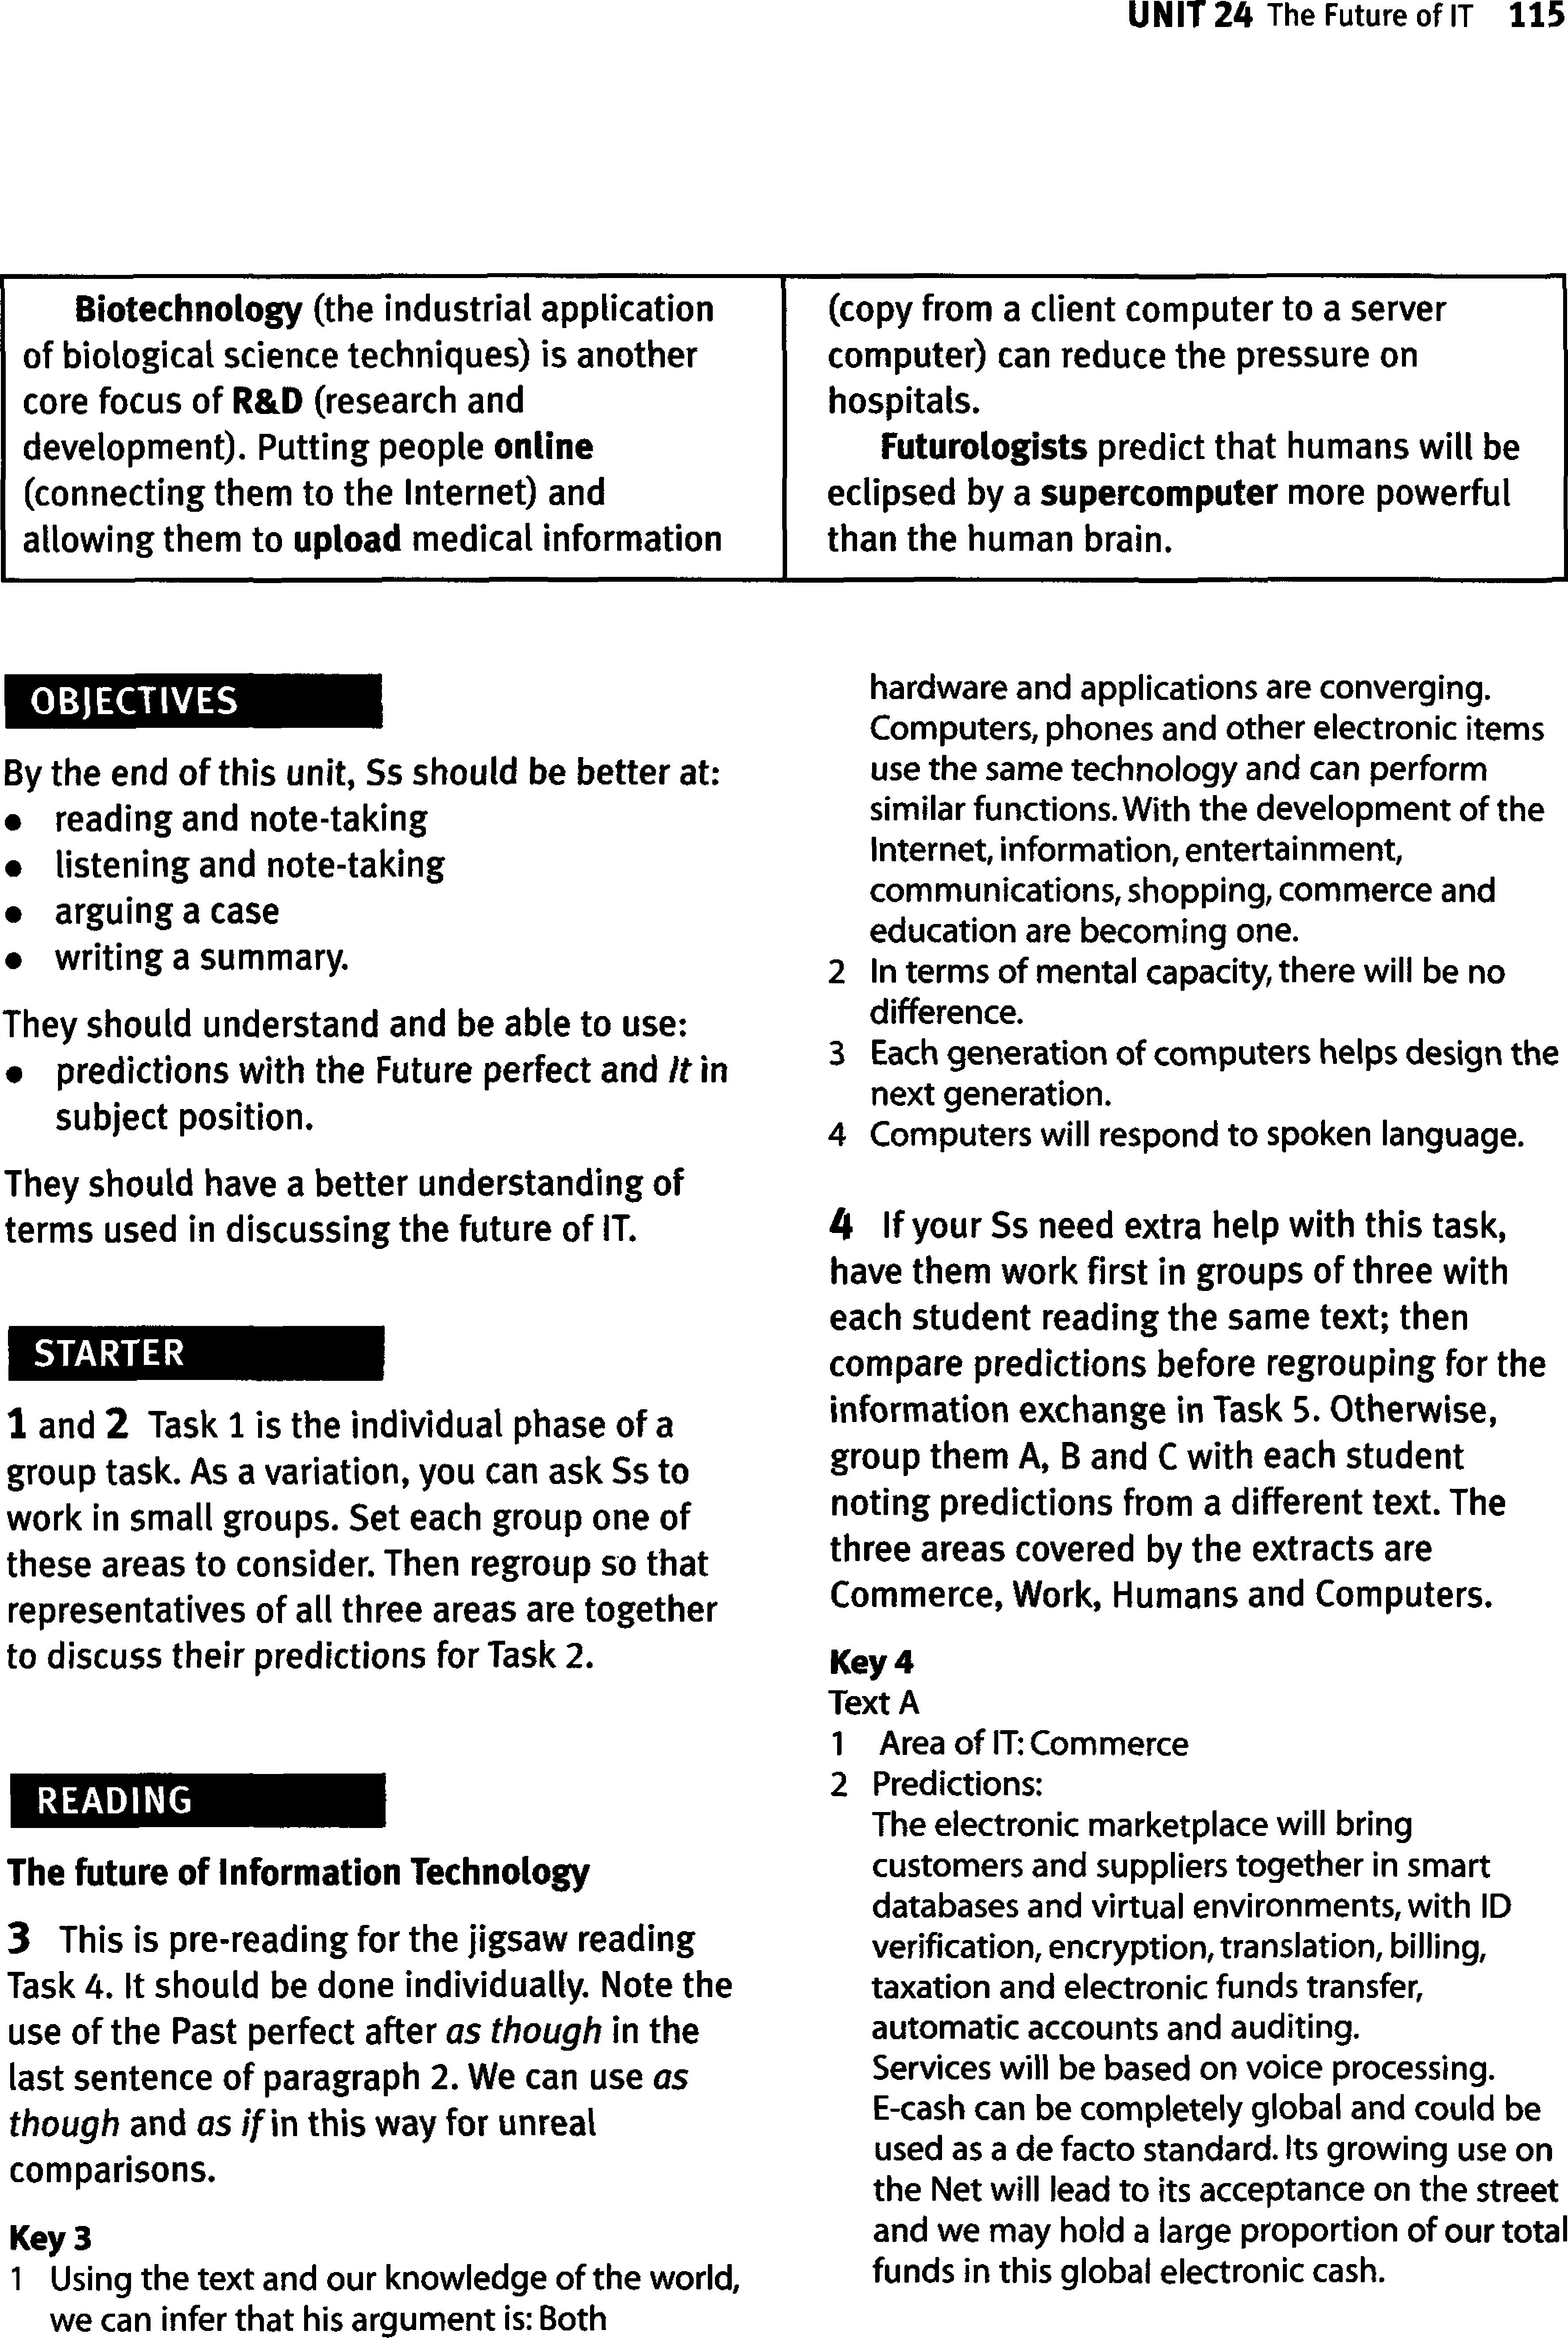 UNIT 24 The Future of IT 115
Biotechnology (the industrial application
of biological science techniques) is another
core focus of R&D (research and
development). Putting people online
(connecting them to the Internet) and
allowing them to upload medical information
(copy from a client computer to a server
computer) can reduce the pressure on
hospitals.
Futurologists predict that humans will be
eclipsed by a supercomputer more powerful
than the human brain.
OBJECTIVES
By the end of this unit, Ss should be better at:
• reading and note-taking
• listening and note-taking
• arguing a case
• writing a summary.
They should understand and be able to use:
• predictions with the Future perfect and It in
subject position.
They should have a better understanding of
terms used in discussing the future of IT.
STARTER
1 and 2 Task 1 is the individual phase of a
group task. As a variation, you can ask Ss to
work in small groups. Set each group one of
these areas to consider. Then regroup so that
representatives of all three areas are together
to discuss their predictions for Task 2.
READING
The future of Information Technology
3 This is pre-reading for the jigsaw reading
Task 4. It should be done individually. Note the
use of the Past perfect after as though in the
last sentence of paragraph 2. We can use as
though and as if in this way for unreal
comparisons.
Key 3
1 Using the text and our knowledge of the world,
we can infer that his argument is: Both
hardware and applications are converging.
Computers, phones and other electronic items
use the same technology and can perform
similar functions. With the development of the
Internet, information, entertainment,
communications, shopping, commerce and
education are becoming one.
2 In terms of mental capacity, there will be no
difference.
3 Each generation of computers helps design the
next generation.
4 Computers will respond to spoken language.
4 If your Ss need extra help with this task,
have them work first in groups of three with
each student reading the same text; then
compare predictions before regrouping for the
information exchange in Task 5. Otherwise,
group them A, B and C with each student
noting predictions from a different text. The
three areas covered by the extracts are
Commerce, Work, Humans and Computers.
Key 4
Text A
1 Area of IT: Commerce
2 Predictions:
The electronic marketplace will bring
customers and suppliers together in smart
databases and virtual environments, with ID
verification, encryption, translation, billing,
taxation and electronic funds transfer,
automatic accounts and auditing.
Services will be based on voice processing.
E-cash can be completely global and could be
used as a de facto standard. Its growing use on
the Net will lead to its acceptance on the street
and we may hold a large proportion of our total
funds in this global electronic cash.